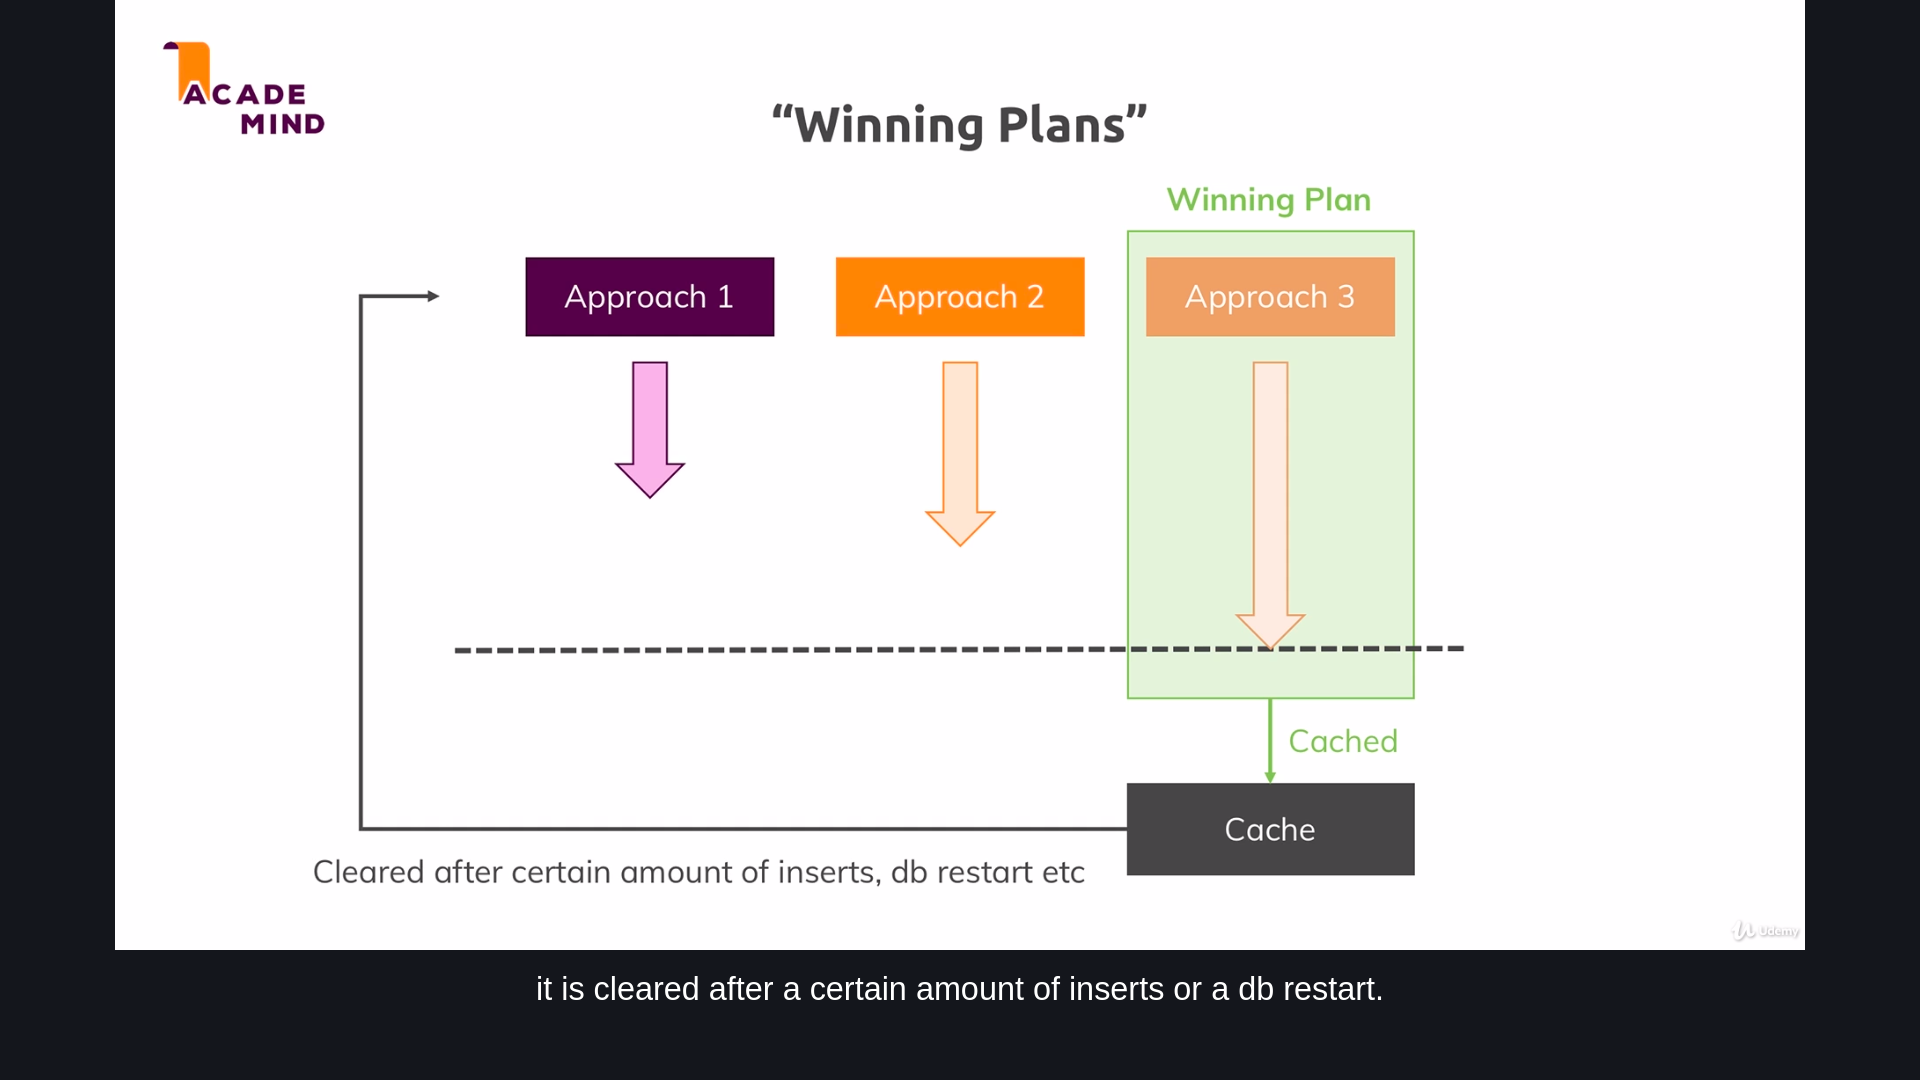 ACADE
MIND
“Winning Plans”
Winning Plan
Approach 1
Approach 2
Approach 3
Cached
Cache
Cleared after certain amount of inserts, db restart etc
Udemy
it is cleared after a certain amount of inserts or a db restart.